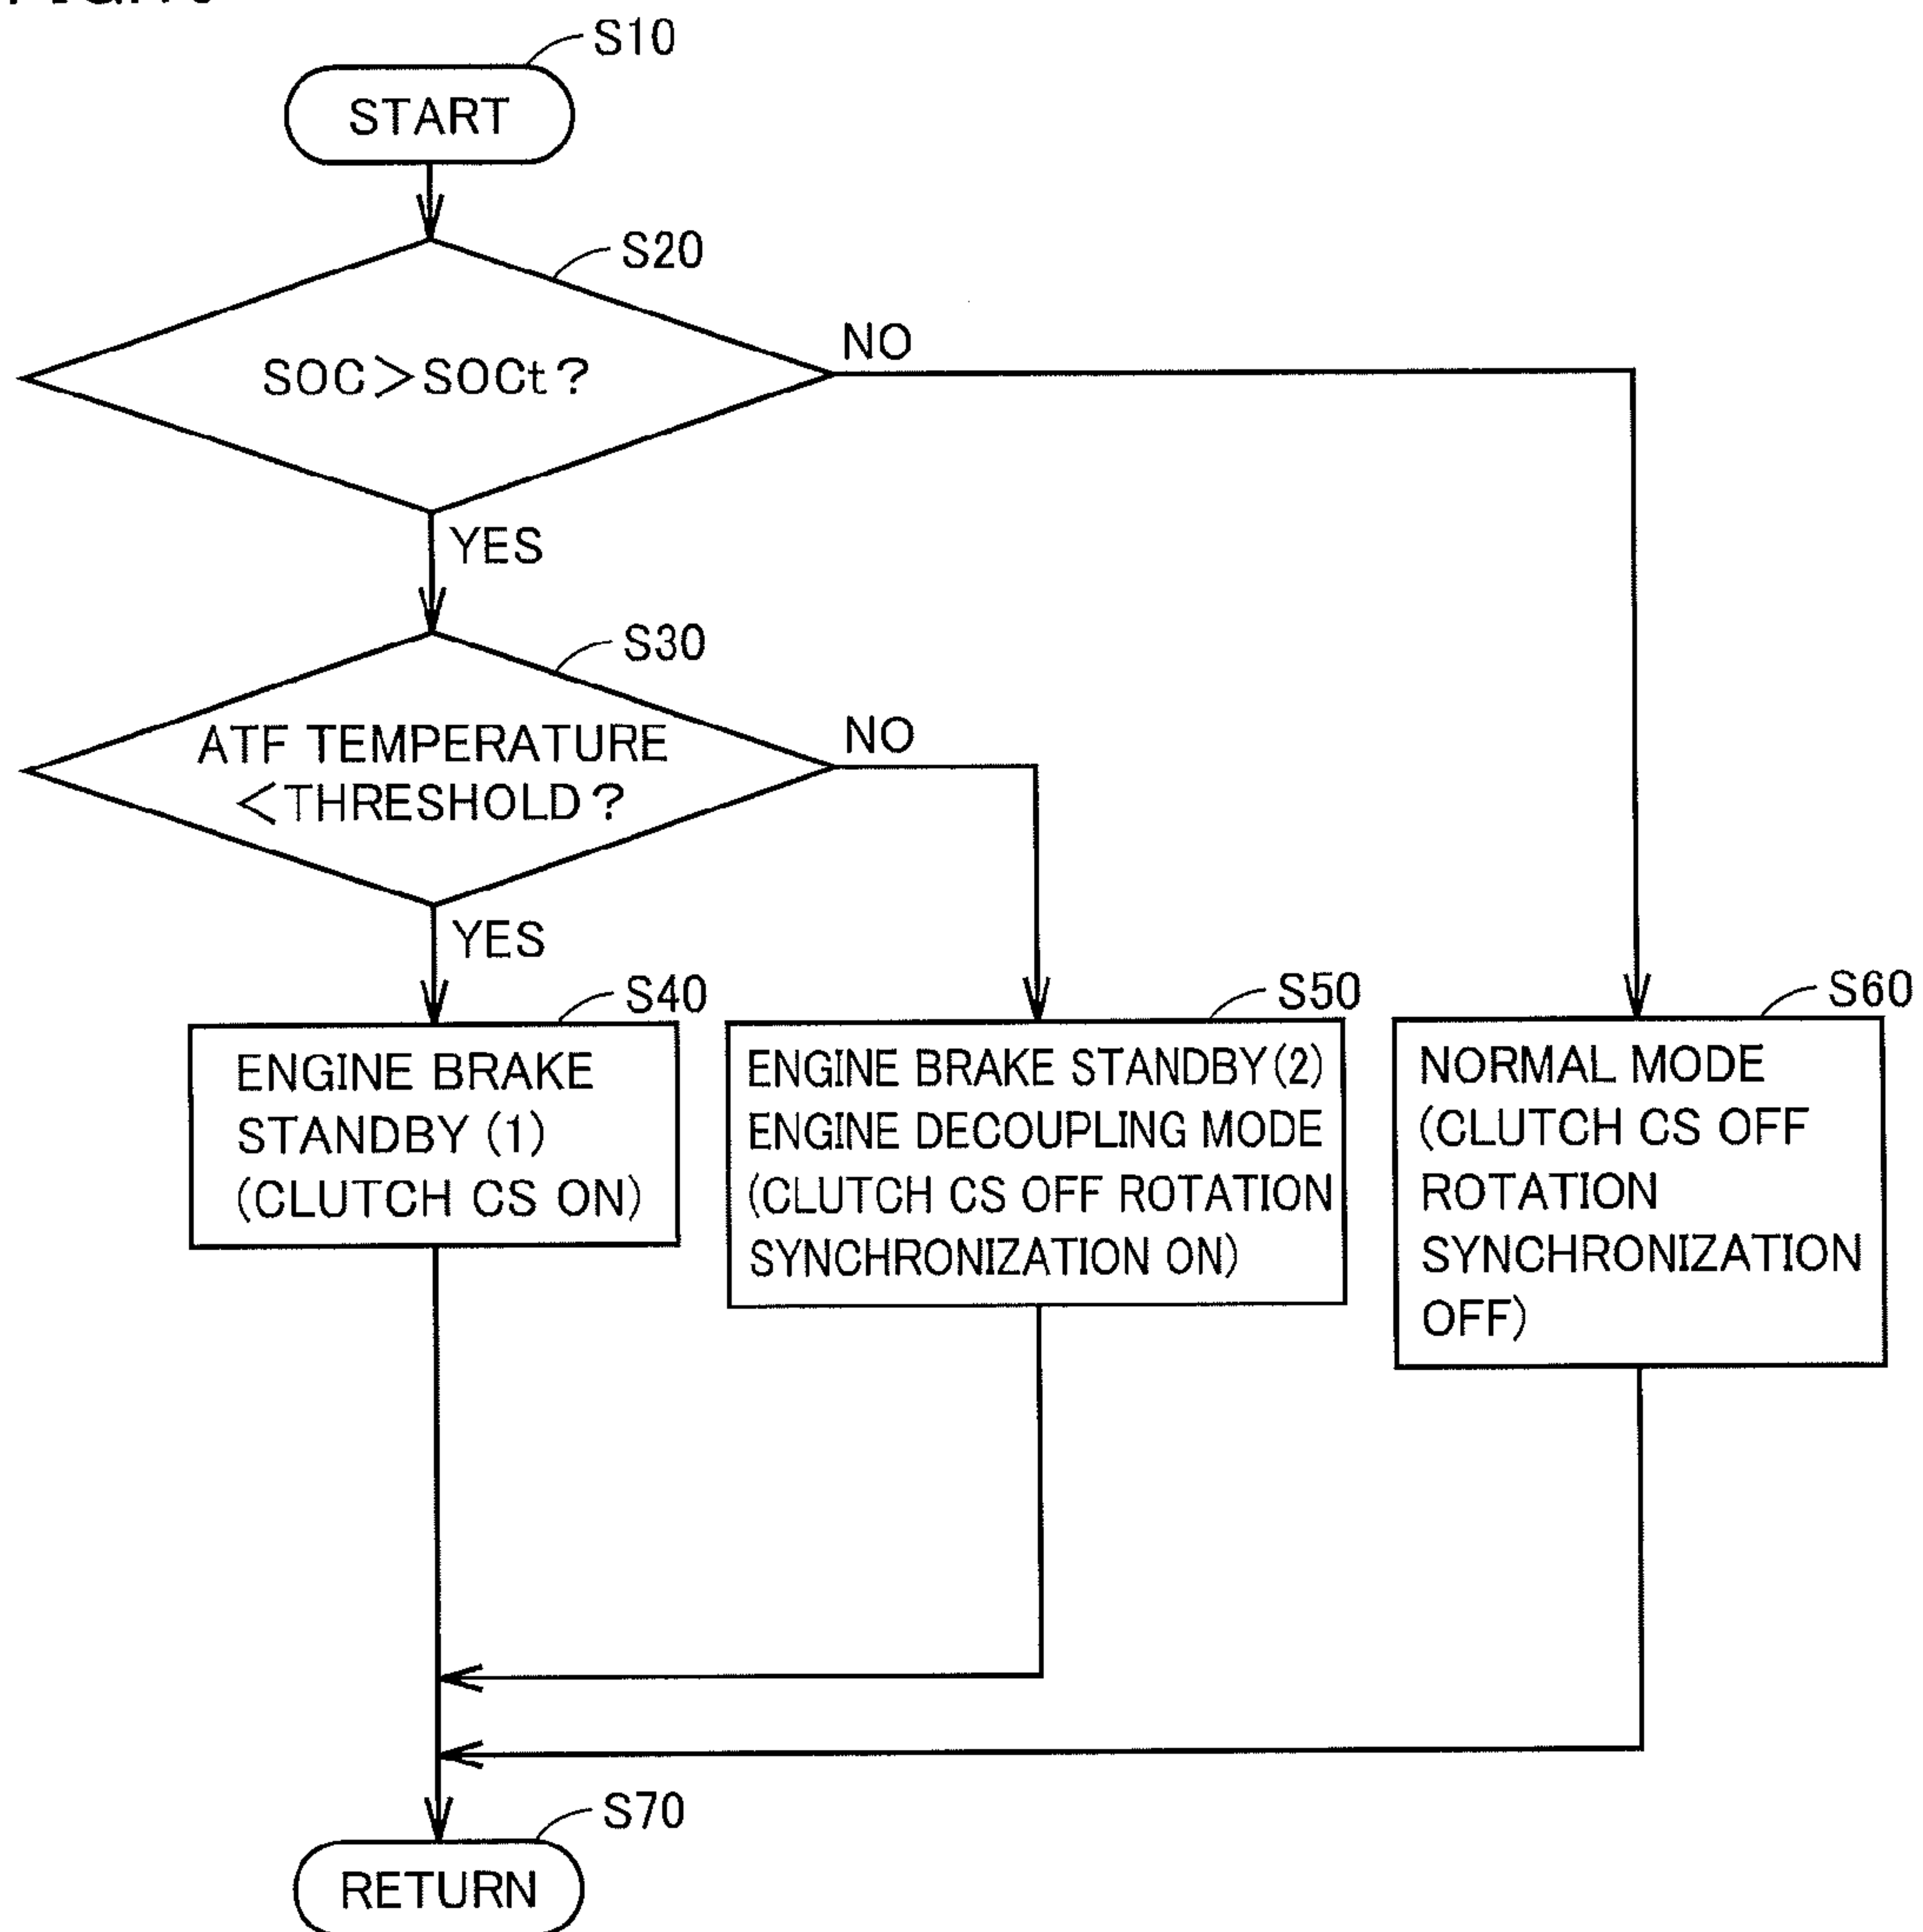 S10
START
S20
SOC>SOCt?
NO
YES
S30
ATF TEMPERATURE
<THRESHOLD?
NO
YES
S40
ENGINE BRAKE
STANDBY (1)
(CLUTCH CS ON)
S50
ENGINE BRAKE STANDBY(2)
ENGINE DECOUPLING MODE
(CLUTCH CS OFF ROTATION
SYNCHRONIZATION ON)
S60
NORMAL MODE
(CLUTCH CS OFF
ROTATION
SYNCHRONIZATION
OFF)
S70
RETURN